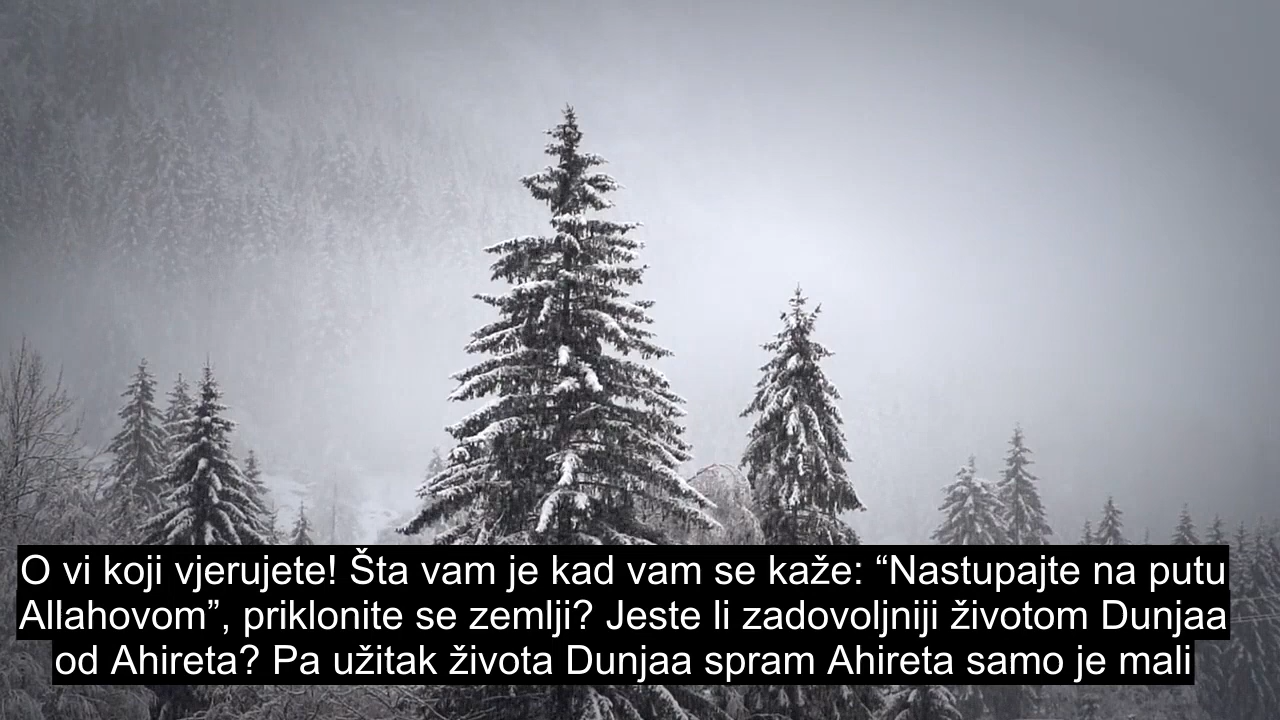 O vi koji vjerujete! Šta vam je kad vam se kaže: “Nastupajte na putu
Allahovom”, priklonite se zemlji? Jeste li zadovoljniji životom Dunjaa
od Ahireta? Pa užitak života Dunjaa spram Ahireta samo je mali